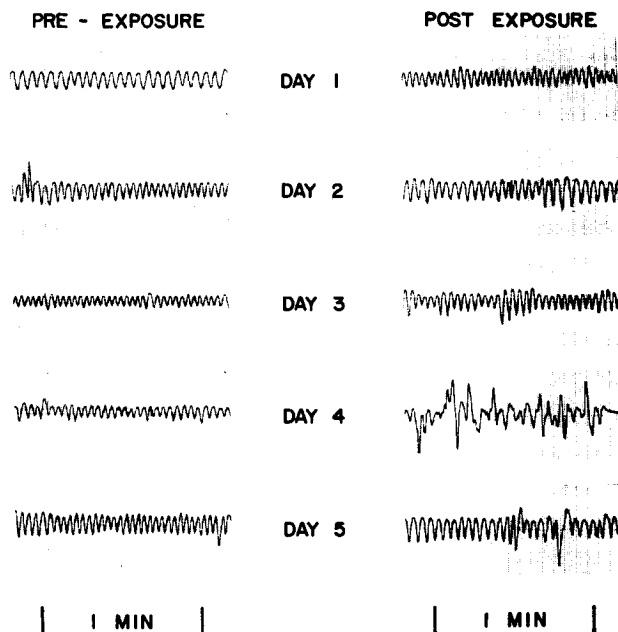 PRE - EXPOSURE
POST EXPOSURE
DAY 1
DAY 2
DAY 3
DAY 4
DAY 5
1 MIN
1 MIN